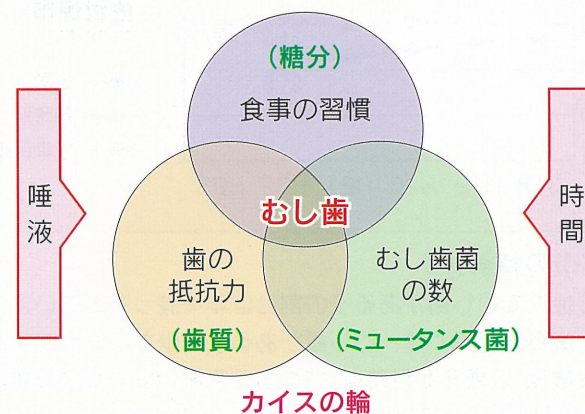 (糖分)
食事の習慣
唾液
時間
むし歯
歯の
抵抗力
(歯質)
むし歯菌
の数
(ミュータンス菌)
カイスの輪